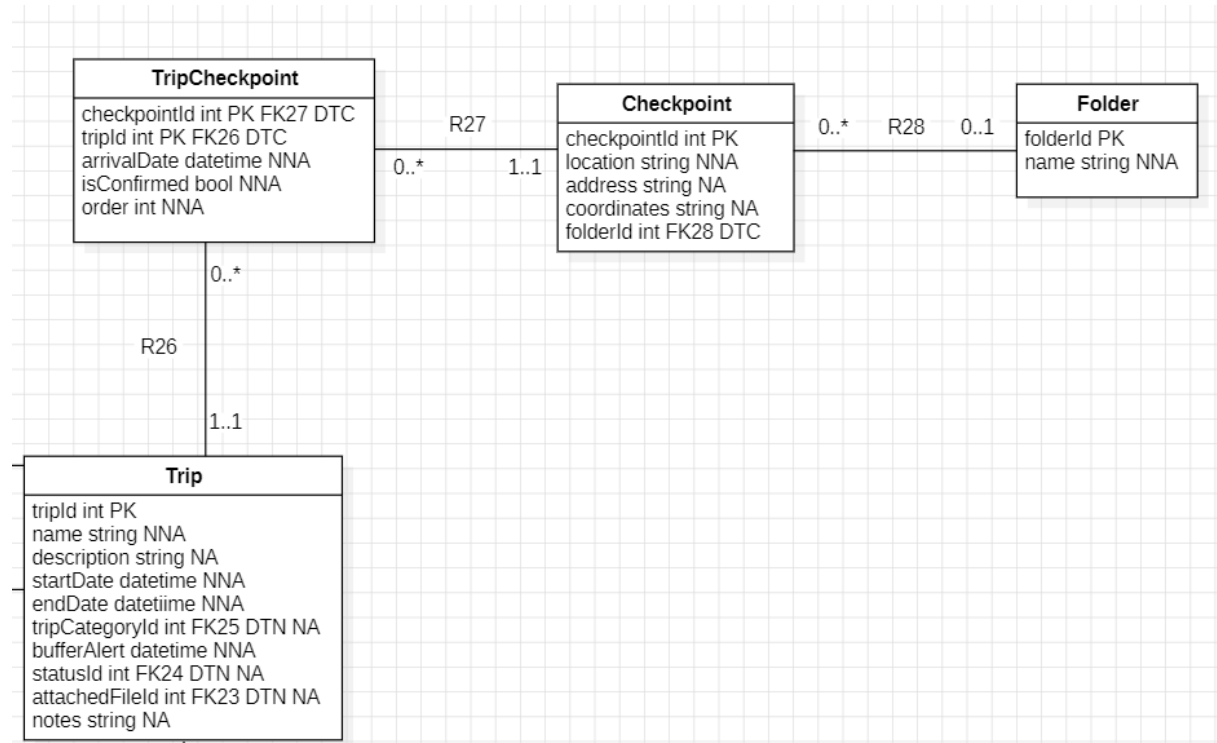 TripCheckpoint
checkpointId int PK FK27 DTC
tripId int PK FK26 DTC
arrivalDate datetime NNA
isConfirmed bool NNA
order int NNA
R27
0..*
1..1
Checkpoint
checkpointId int PK
location string NNA
address string NA
coordinates string NA
folderId int FK28 DTC
0..*
R28
0..1
Folder
folderId PK
name string NNA
0..*
R26
1..1
Trip
tripId int PK
name string NNA
description string NA
startDate datetime NNA
endDate datetiime NNA
tripCategoryId int FK25 DTN NA
bufferAlert datetime NNA
statusId int FK24 DTN NA
attachedFileId int FK23 DTN NA
notes string NA